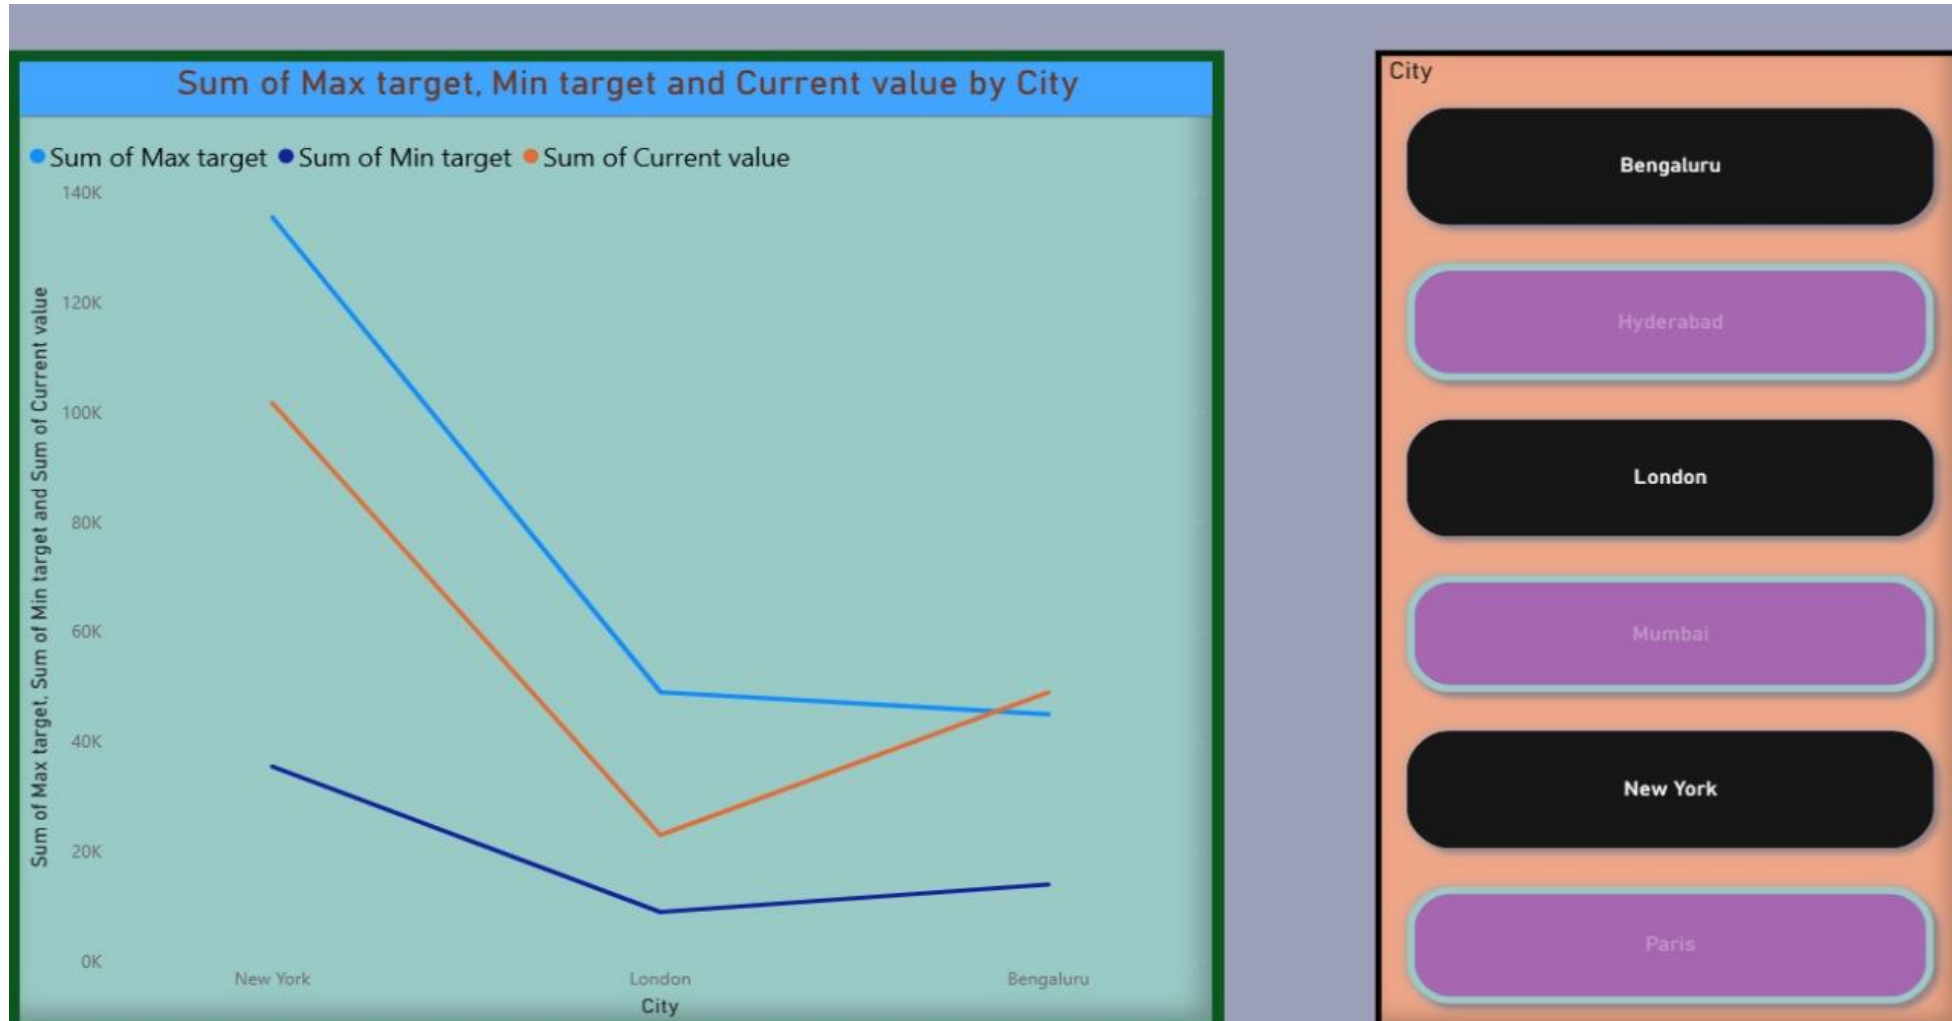 Sum of Max target, Min target and Current value by City
Sum of Max target Sum of Min target Sum of Current value
Sum of Max target, Sum of Min target and Sum of Current value
140K
120K
100K
80K
60K
40K
20K
0K
New York London Bengaluru
City
City
Bengaluru
Hyderabad
London
Mumbai
New York
Paris